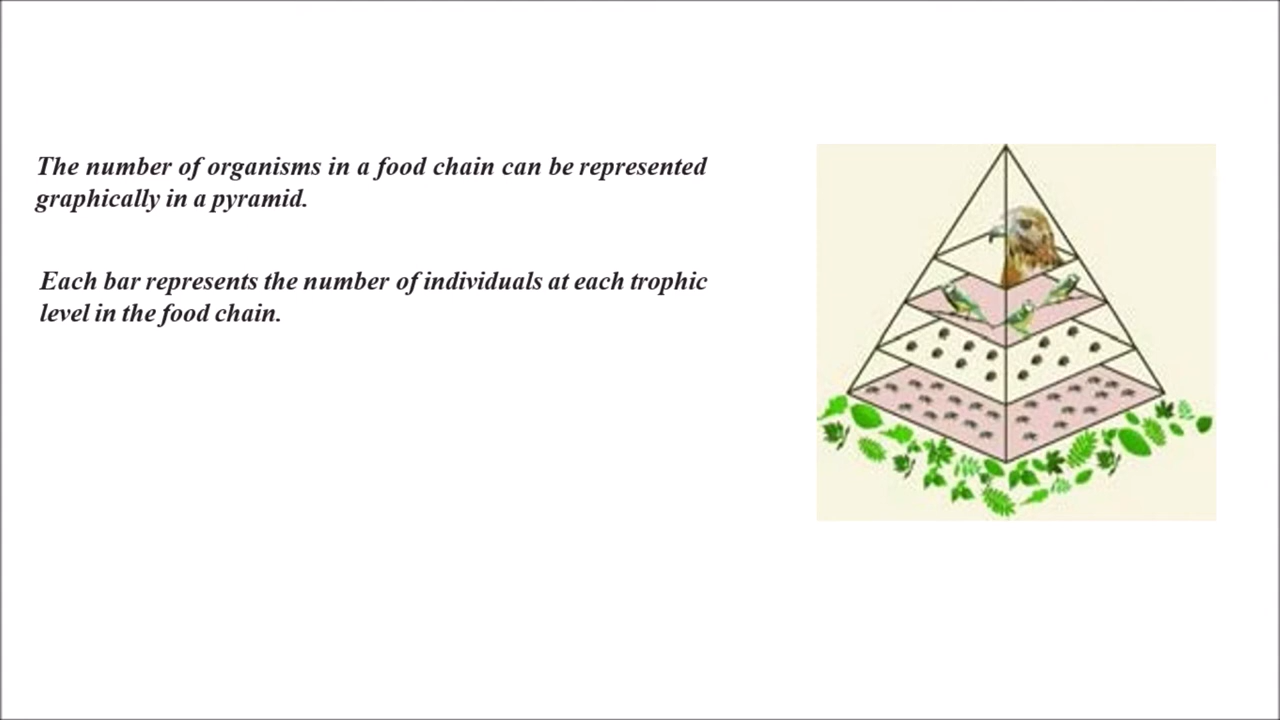 The number of organisms in a food chain can be represented
graphically in a pyramid.
Each bar represents the number of individuals at each trophic
level in the food chain.